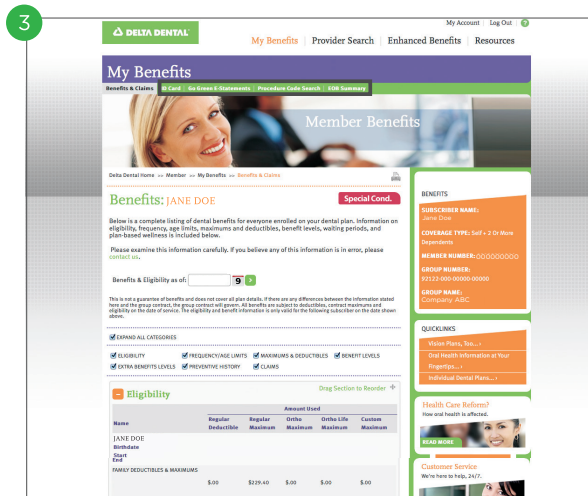 3
My Account | Log Out | ?
DELTA DENTAL
My Benefits | Provider Search | Enhanced Benefits | Resources
My Benefits
Benefits & Claims | ID Card | Go Green E-Statements | Procedure Code Search | EOB Summary
Member Benefits
Delta Dental Home >> Member >> My Benefits >> Benefits & Claims
Benefits: JANE DOE
Special Cond.
Below is a complete listing of dental benefits for everyone enrolled on your dental plan. Information on
eligibility, frequency, age limits, maximums and deductibles, benefit levels, waiting periods, and
plan-based wellness is included below.
Please examine this information carefully. If you believe any of this information is in error, please
contact us.
Benefits & Eligibility as of: 9
This is not a guarantee of benefits and does not cover all plan details. If there are any differences between the information stated
here and the group contract, the group contract will govern. All benefits are subject to deductibles, contract maximums and
eligibility on the date of service. The eligibility and benefit information is only valid for the following subscriber on the date shown
above.
EXPAND ALL CATEGORIES
ELIGIBILITY FREQUENCY/AGE LIMITS MAXIMUMS & DEDUCTIBLES BENEFIT LEVELS
EXTRA BENEFITS LEVELS PREVENTIVE HISTORY CLAIMS
Eligibility
Drag Section to Reorder
Amount Used
Name Regular Deductible Regular Maximum Ortho Maximum Ortho Life Maximum Custom Maximum
JANE DOE
Birthdate
Start
End
FAMILY DEDUCTIBLES & MAXIMUMS
$.00 $229.40 $.00 $.00 $.00
BENEFITS
SUBSCRIBER NAME:
Jane Doe
COVERAGE TYPE: Self + 2 Or More
Dependents
MEMBER NUMBER:000000000
GROUP NUMBER:
92122-000-00000-00000
GROUP NAME:
Company ABC
QUICKLINKS
Vision Plans, Too... ›
Oral Health Information at Your
Fingertips... ›
Individual Dental Plans... ›
Health Care Reform?
How oral health is affected.
READ MORE
Customer Service
We're here to help, 24/7.